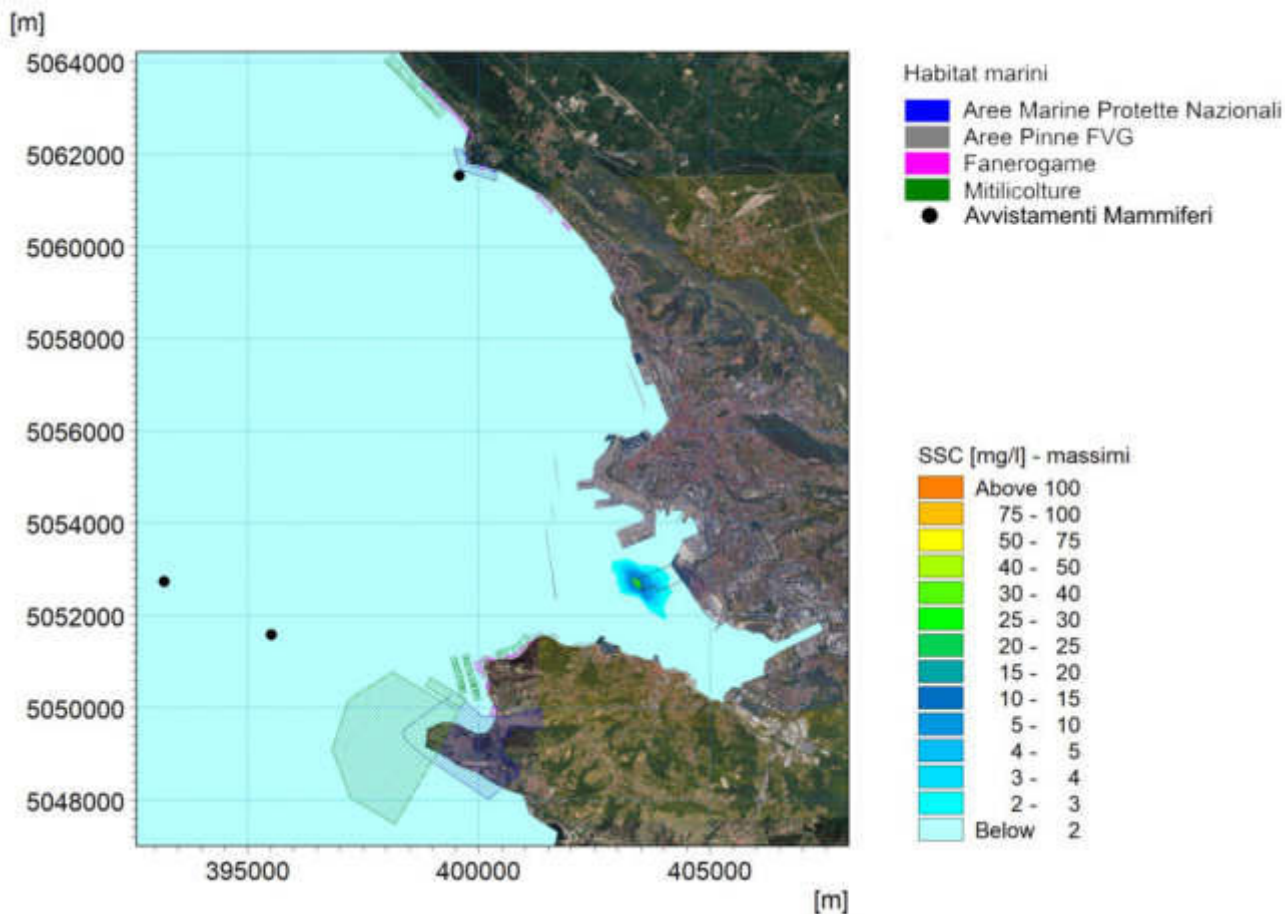 [m]
5064000
5062000
5060000
5058000
5056000
5054000
5052000
5050000
5048000
395000
400000
405000
[m]
Habitat marini
Aree Marine Protette Nazionali
Aree Pinne FVG
Fanerogame
Mitilicolture
Avvistamenti Mammiferi
SSC [mg/l] - massimi
Above 100
75 - 100
50 - 75
40 - 50
30 - 40
25 - 30
20 - 25
15 - 20
10 - 15
5 - 10
4 - 5
3 - 4
2 - 3
Below 2